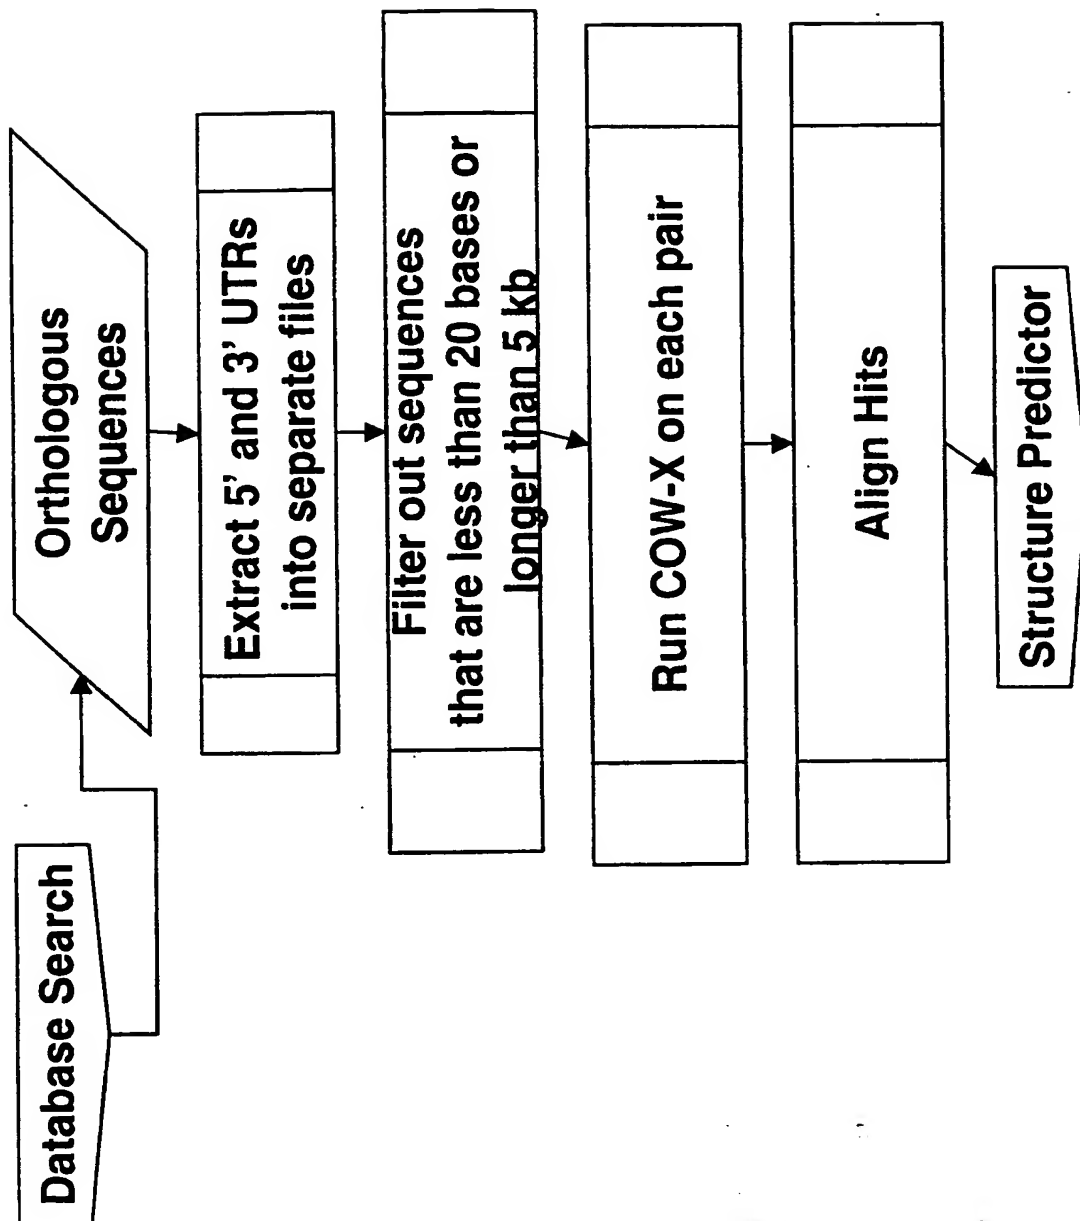 Database Search
Orthologous
Sequences
Extract 5' and 3' UTRs
into separate files
Filter out sequences
that are less than 20 bases or
longer than 5 kb
Run COW-X on each pair
Align Hits
Structure Predictor